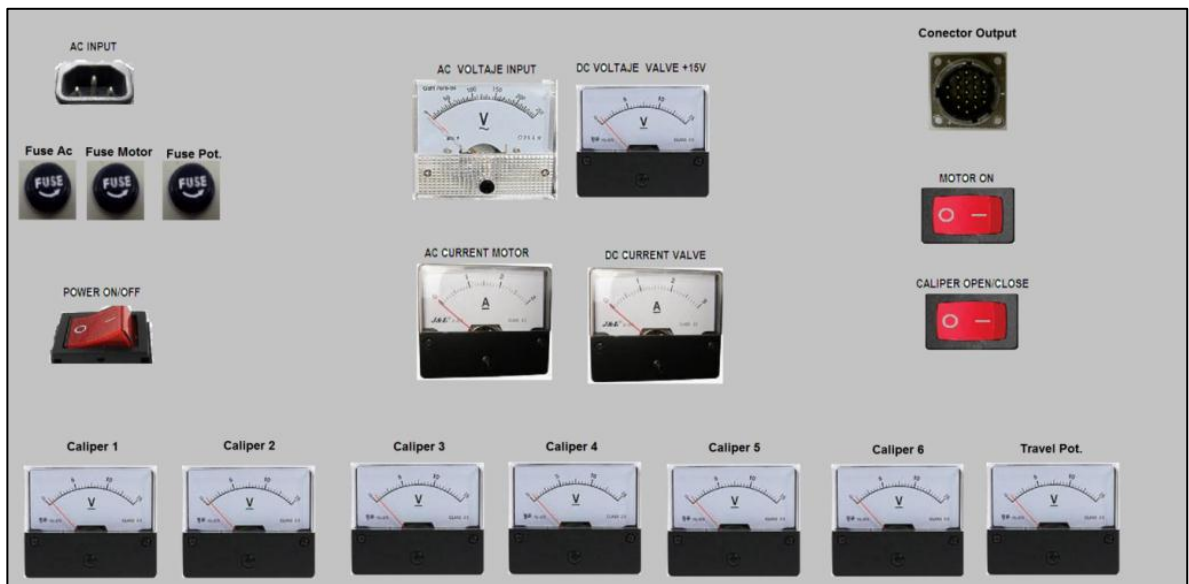 Conector Output
AC INPUT
AC VOLTAJE INPUT
DC VOLTAJE VALVE +15V
V
V
Fuse Ac
Fuse Motor
Fuse Pot.
FUSE
FUSE
FUSE
MOTOR ON
O
AC CURRENT MOTOR
DC CURRENT VALVE
A
A
POWER ON/OFF
O
CALIPER OPEN/CLOSE
O
Caliper 1
Caliper 2
Caliper 3
Caliper 4
Caliper 5
Caliper 6
Travel Pot.
V
V
V
V
V
V
V